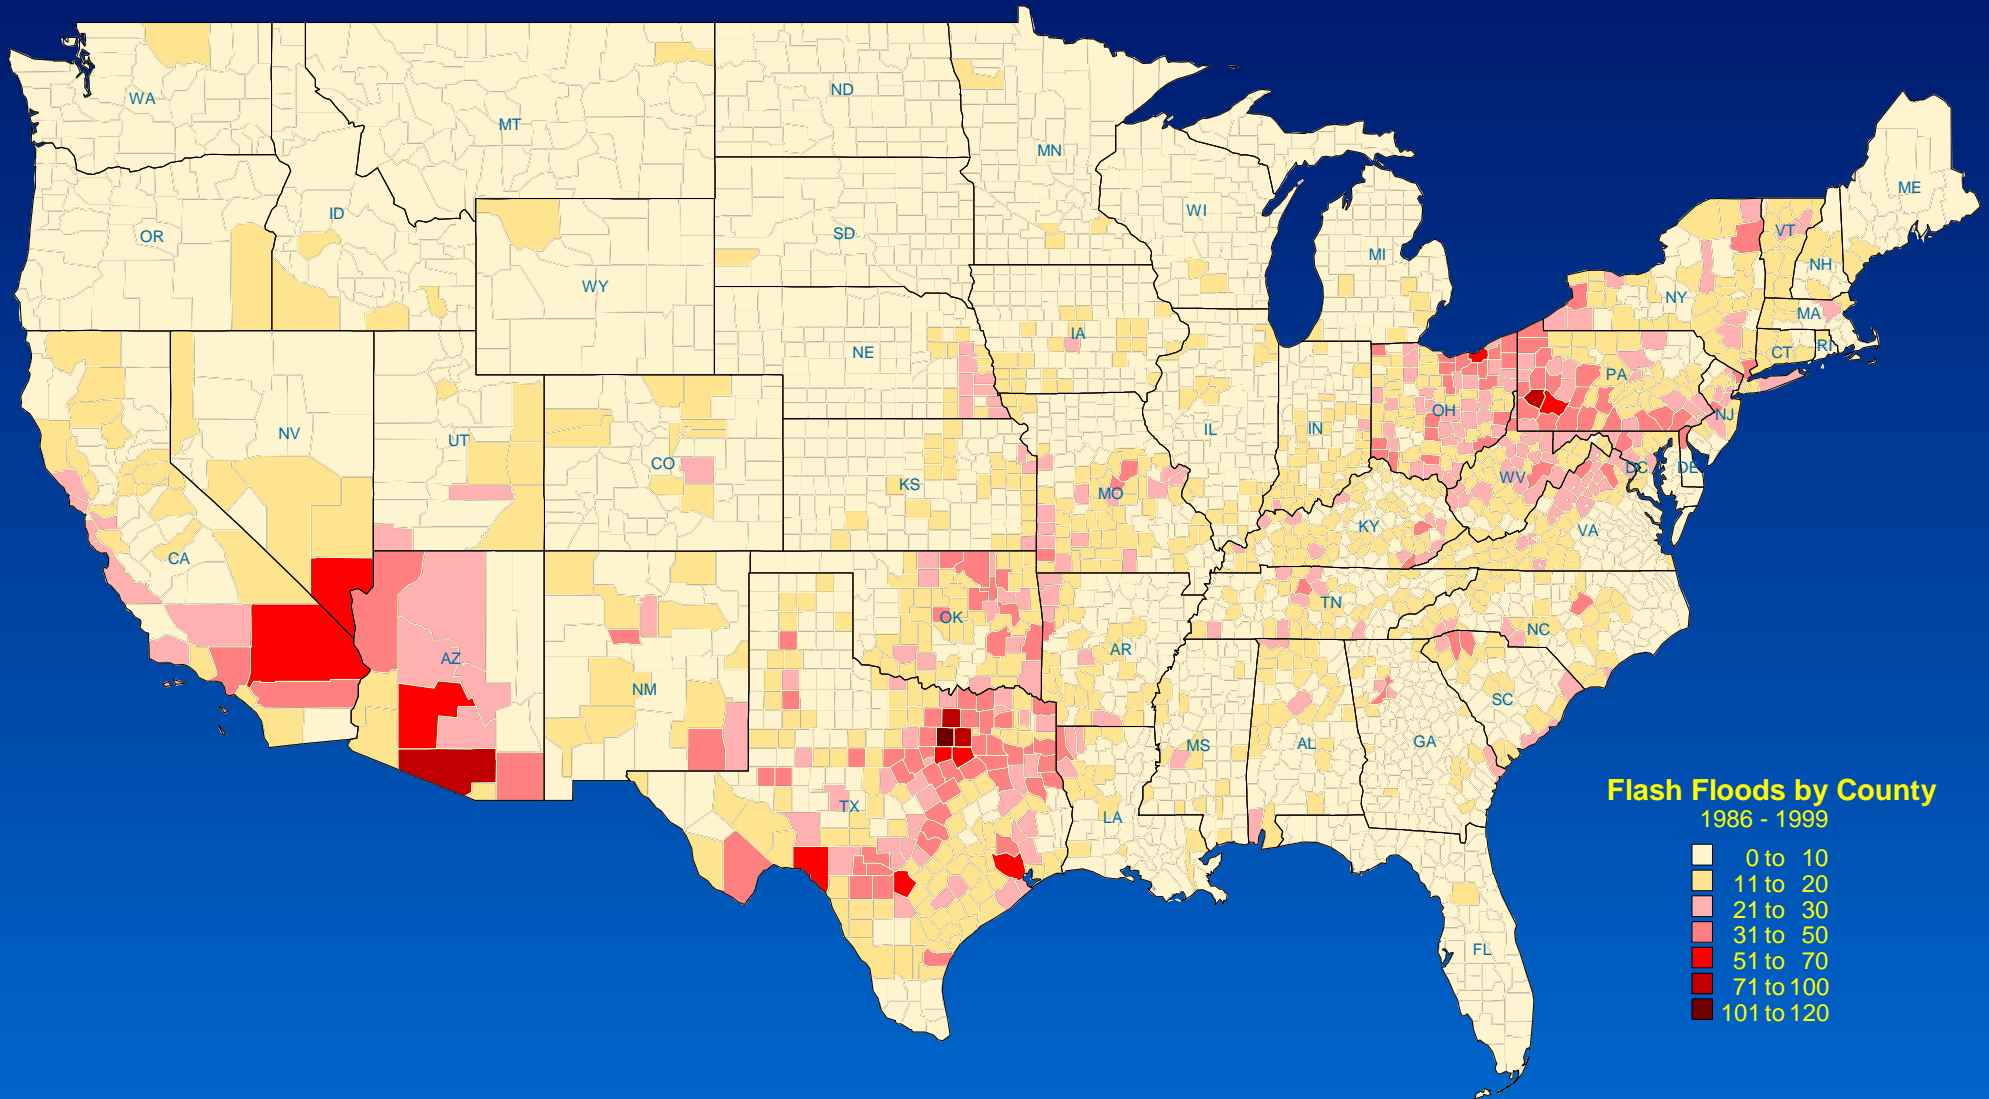 WA
MT
ND
MN
ME
OR
ID
WY
SD
WI
MI
VT
NH
NY
MA
CT
RI
NE
IA
PA
NV
UT
CO
KS
MO
IL
IN
OH
NJ
WV
DC
DE
CA
KY
VA
AZ
NM
OK
AR
TN
NC
SC
TX
LA
MS
AL
GA
FL
Flash Floods by County
1986 - 1999
0 to 10
11 to 20
21 to 30
31 to 50
51 to 70
71 to 100
101 to 120